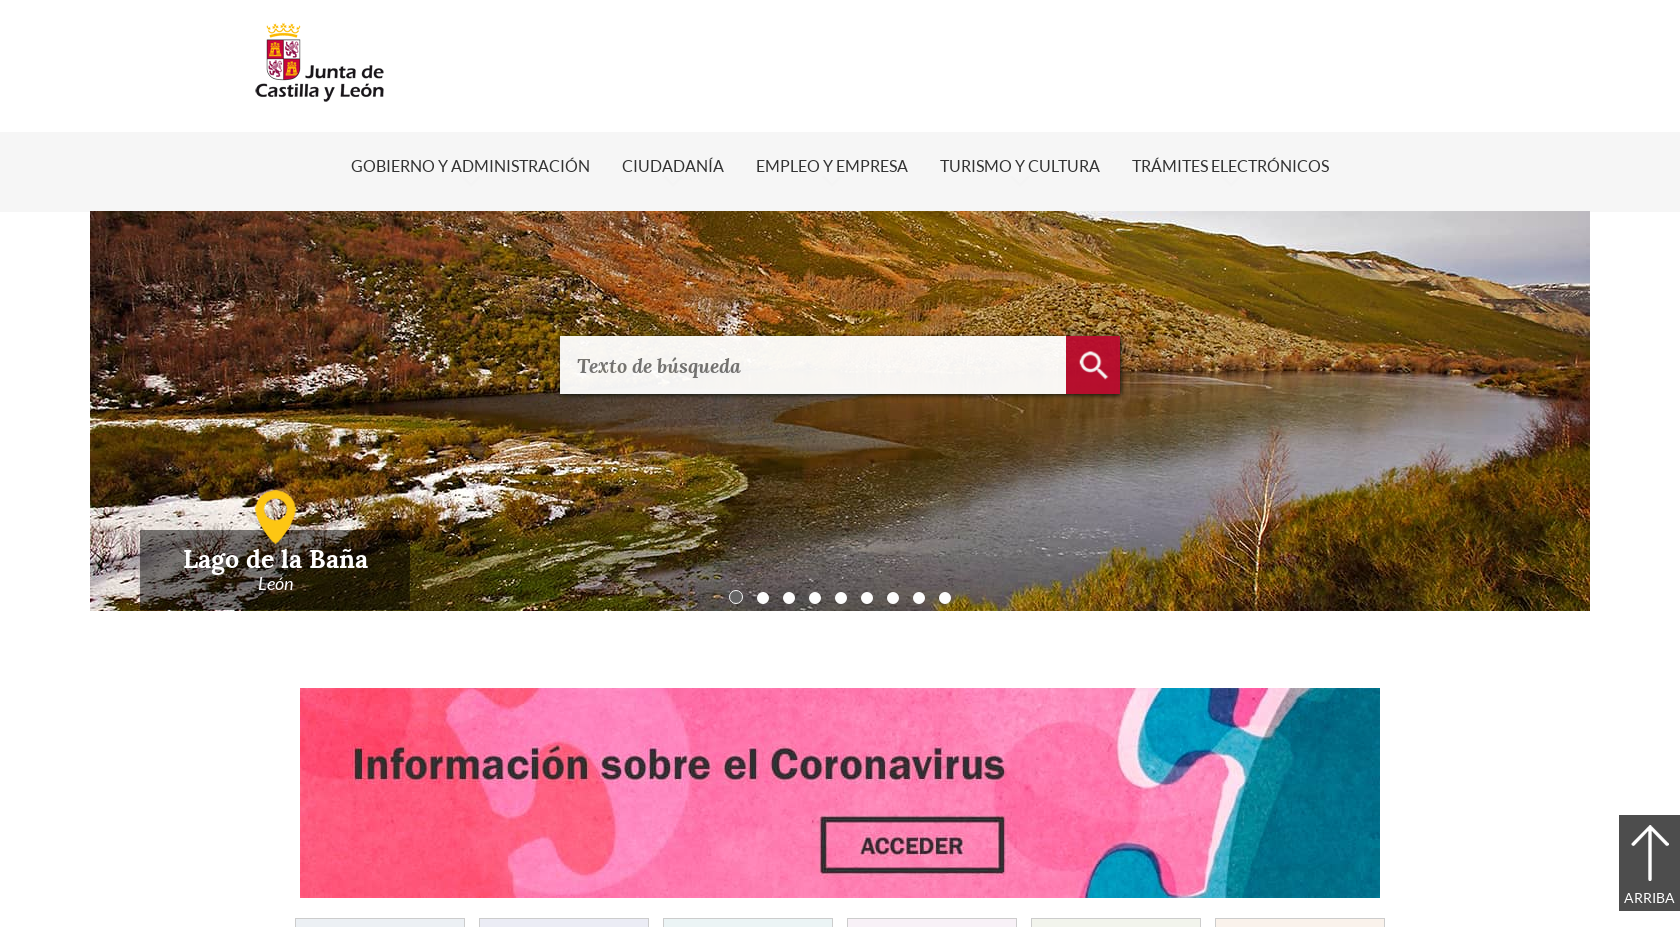 Junta de
Castilla y León
GOBIERNO Y ADMINISTRACIÓN CIUDADANÍA EMPLEO Y EMPRESA TURISMO Y CULTURA TRÁMITES ELECTRÓNICOS
Texto de búsqueda
Lago de la Baña
León
Información sobre el Coronavirus
ACCEDER
ARRIBA